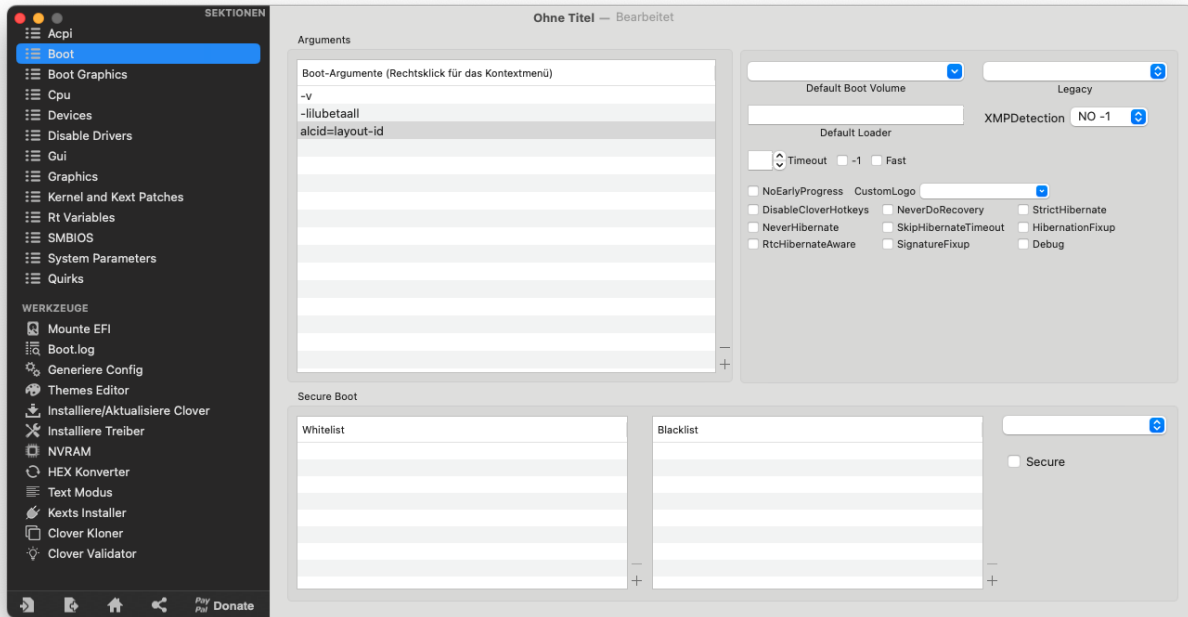 SEKTIONEN
Acpi
Boot
Boot Graphics
Cpu
Devices
Disable Drivers
Gui
Graphics
Kernel and Kext Patches
Rt Variables
SMBIOS
System Parameters
Quirks
WERKZEUGE
Mounte EFI
Boot.log
Generiere Config
Themes Editor
Installiere/Aktualisiere Clover
Installiere Treiber
NVRAM
HEX Konverter
Text Modus
Kexts Installer
Clover Kloner
Clover Validator
Pay Pal Donate
Ohne Titel — Bearbeitet
Arguments
Boot-Argumente (Rechtsklick für das Kontextmenü)
-v
-lilubetaall
alcid=layout-id
Default Boot Volume
Legacy
Default Loader
XMPDetection NO -1
Timeout -1 Fast
NoEarlyProgress CustomLogo
DisableCloverHotkeys NeverDoRecovery StrictHibernate
NeverHibernate SkipHibernateTimeout HibernationFixup
RtcHibernateAware SignatureFixup Debug
Secure Boot
Whitelist
Blacklist
Secure